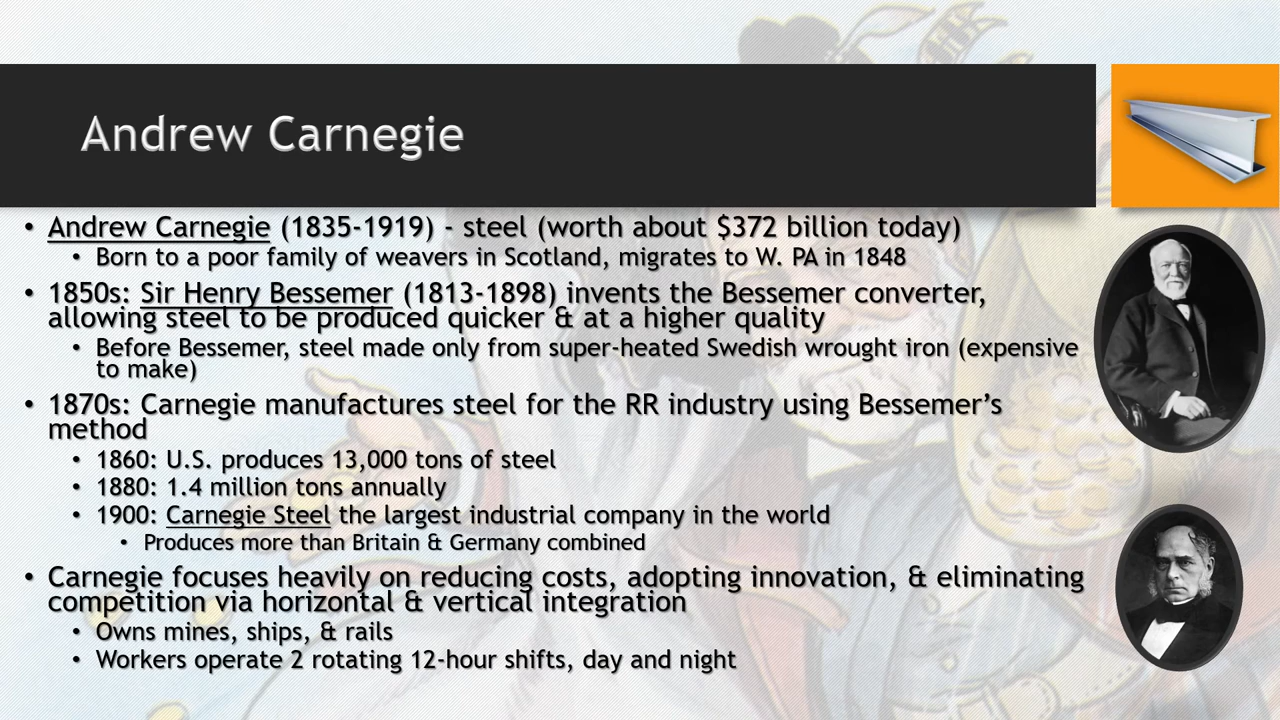 Andrew Carnegie
• Andrew Carnegie (1835-1919) - steel (worth about $372 billion today)
• Born to a poor family of weavers in Scotland, migrates to W. PA in 1848
• 1850s: Sir Henry Bessemer (1813-1898) invents the Bessemer converter,
allowing steel to be produced quicker & at a higher quality
• Before Bessemer, steel made only from super-heated Swedish wrought iron (expensive
to make)
• 1870s: Carnegie manufactures steel for the RR industry using Bessemer’s
method
• 1860: U.S. produces 13,000 tons of steel
• 1880: 1.4 million tons annually
• 1900: Carnegie Steel the largest industrial company in the world
• Produces more than Britain & Germany combined
• Carnegie focuses heavily on reducing costs, adopting innovation, & eliminating
competition via horizontal & vertical integration
• Owns mines, ships, & rails
• Workers operate 2 rotating 12-hour shifts, day and night